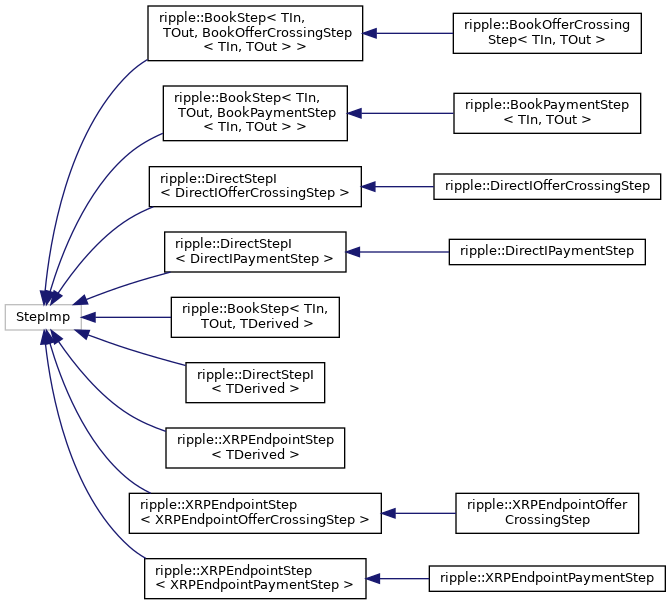 ripple::BookStep< TIn,
TOut, BookOfferCrossingStep
< TIn, TOut > >
ripple::BookOfferCrossing
Step< TIn, TOut >
ripple::BookStep< TIn,
TOut, BookPaymentStep
< TIn, TOut > >
ripple::BookPaymentStep
< TIn, TOut >
ripple::DirectStepI
< DirectIOfferCrossingStep >
ripple::DirectIOfferCrossingStep
ripple::DirectStepI
< DirectIPaymentStep >
ripple::DirectIPaymentStep
StepImp
ripple::BookStep< TIn,
TOut, TDerived >
ripple::DirectStepI
< TDerived >
ripple::XRPEndpointStep
< TDerived >
ripple::XRPEndpointStep
< XRPEndpointOfferCrossingStep >
ripple::XRPEndpointOffer
CrossingStep
ripple::XRPEndpointStep
< XRPEndpointPaymentStep >
ripple::XRPEndpointPaymentStep